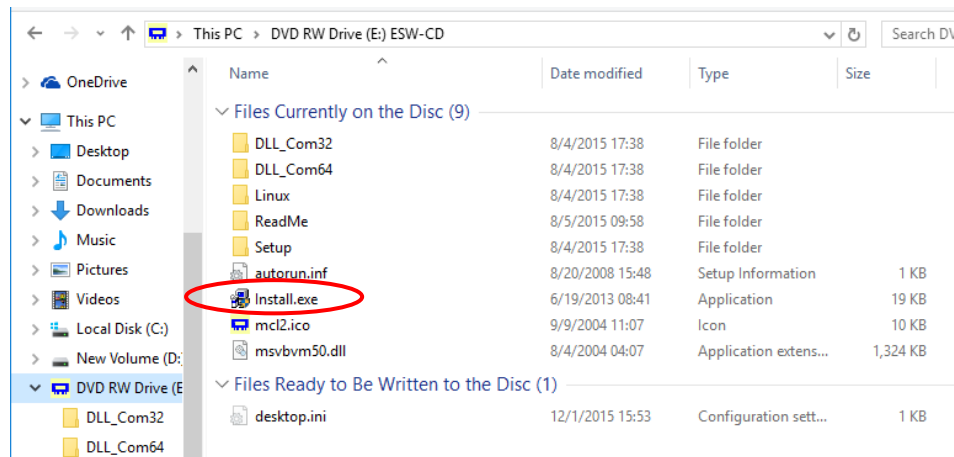 This PC > DVD RW Drive (E:) ESW-CD
Search DV
OneDrive
This PC
Desktop
Documents
Downloads
Music
Pictures
Videos
Local Disk (C:)
New Volume (D:
DVD RW Drive (E
DLL_Com32
DLL_Com64
Name Date modified Type Size
Files Currently on the Disc (9)
DLL_Com32 8/4/2015 17:38 File folder
DLL_Com64 8/4/2015 17:38 File folder
Linux 8/4/2015 17:38 File folder
ReadMe 8/5/2015 09:58 File folder
Setup 8/4/2015 17:38 File folder
autorun.inf 8/20/2008 15:48 Setup Information 1 KB
Install.exe 6/19/2013 08:41 Application 19 KB
mcl2.ico 9/9/2004 11:07 Icon 10 KB
msvbvm50.dll 8/4/2004 04:07 Application extens... 1,324 KB
Files Ready to Be Written to the Disc (1)
desktop.ini 12/1/2015 15:53 Configuration sett... 1 KB